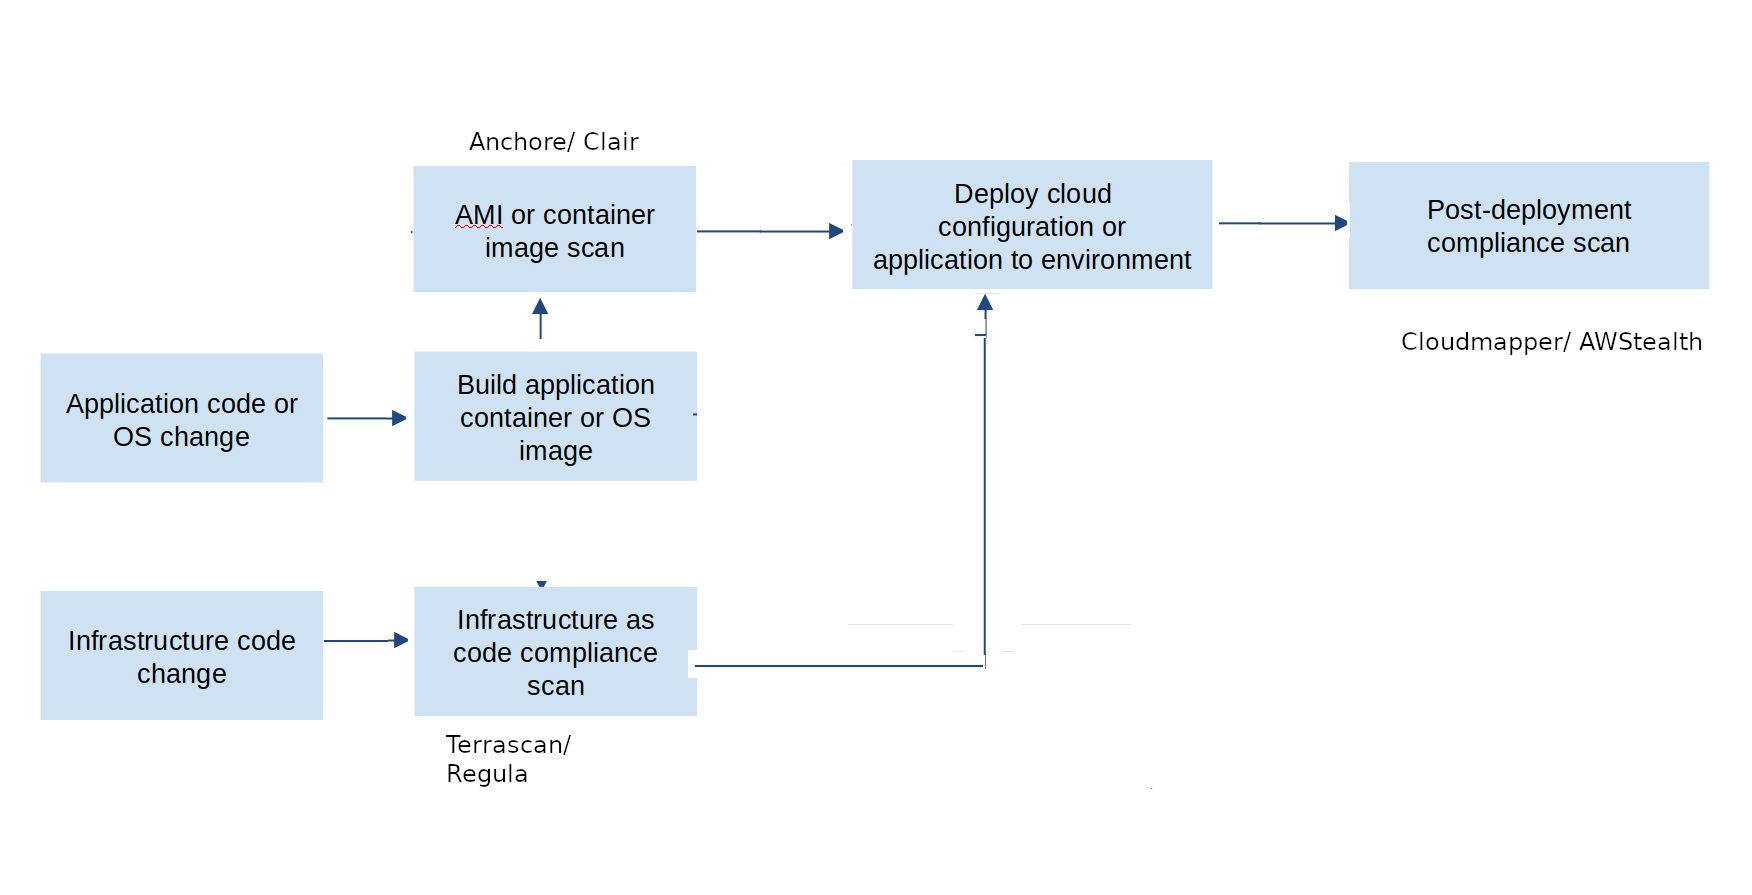 Anchore/ Clair
AMI or container
image scan
Deploy cloud
configuration or
application to environment
Post-deployment
compliance scan
Cloudmapper/ AWStealth
Application code or
OS change
Build application
container or OS
image
Infrastructure code
change
Infrastructure as
code compliance
scan
Terrascan/
Regula